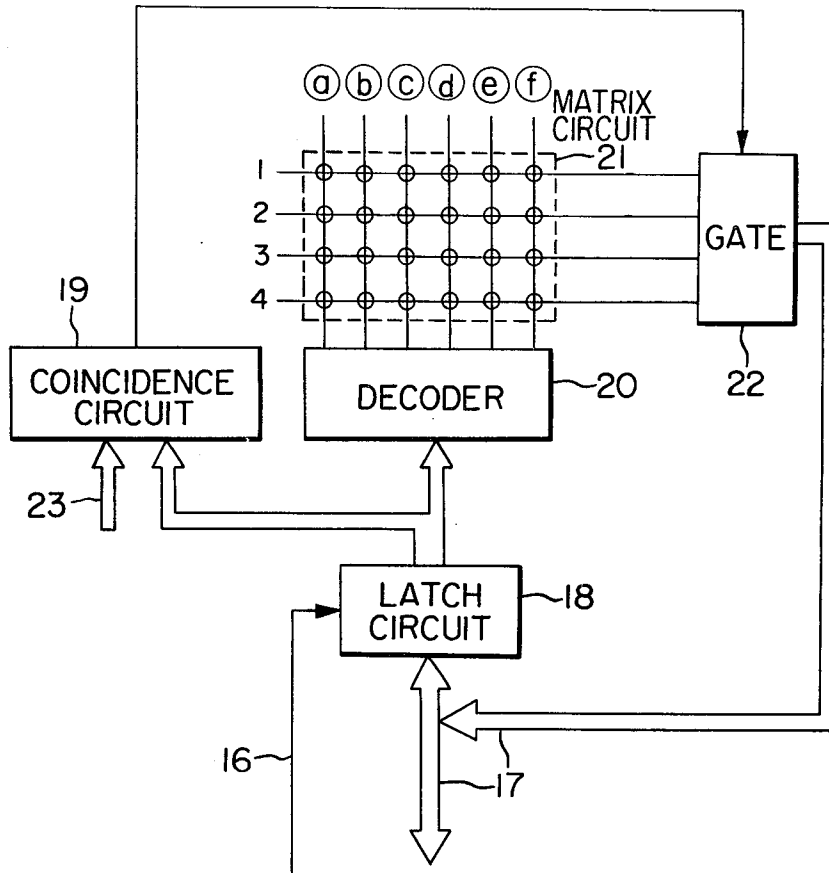 a b c d e f
MATRIX
CIRCUIT
21
1
2
3
4
GATE
22
19
COINCIDENCE
CIRCUIT
DECODER
20
23
LATCH
CIRCUIT
18
16
17
17